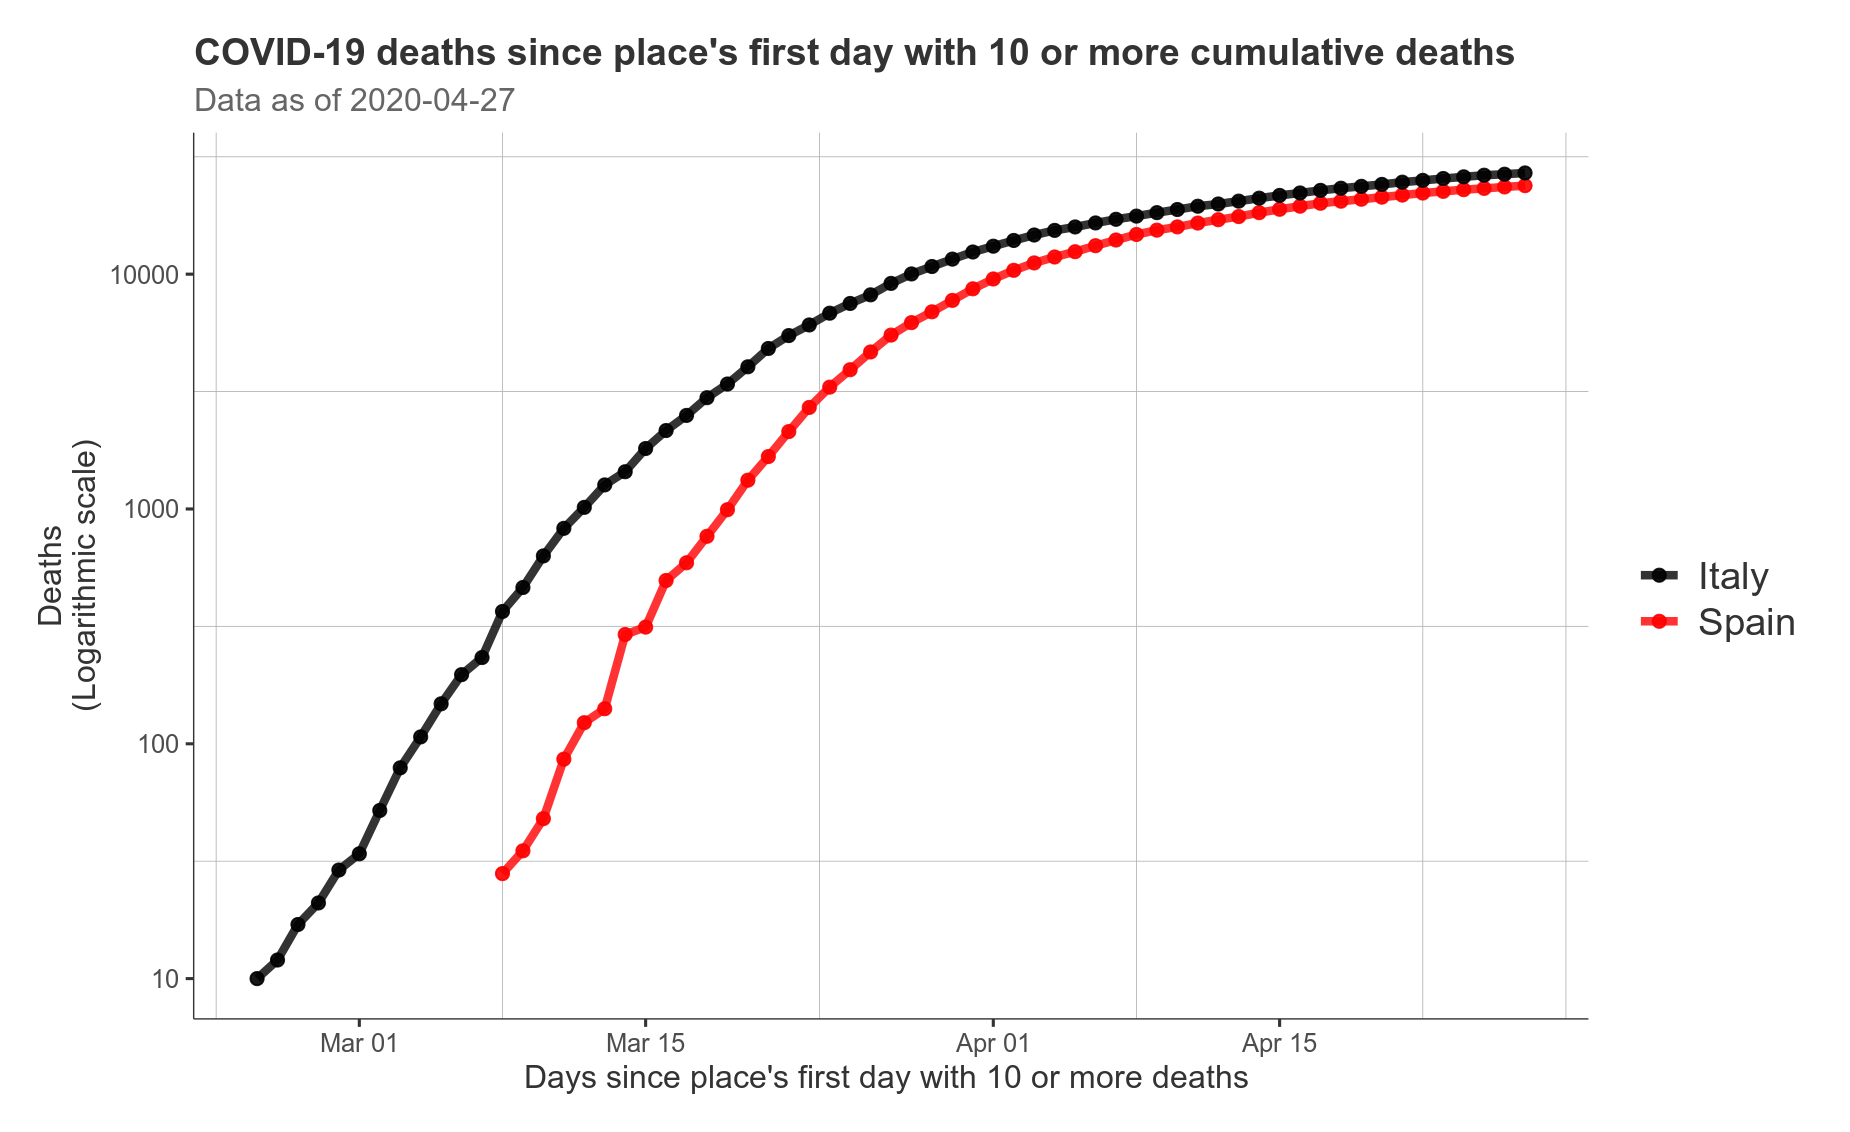 COVID-19 deaths since place's first day with 10 or more cumulative deaths
Data as of 2020-04-27
Deaths
(Logarithmic scale)
10000
1000
100
10
Mar 01
Mar 15
Apr 01
Apr 15
Days since place's first day with 10 or more deaths
Italy
Spain